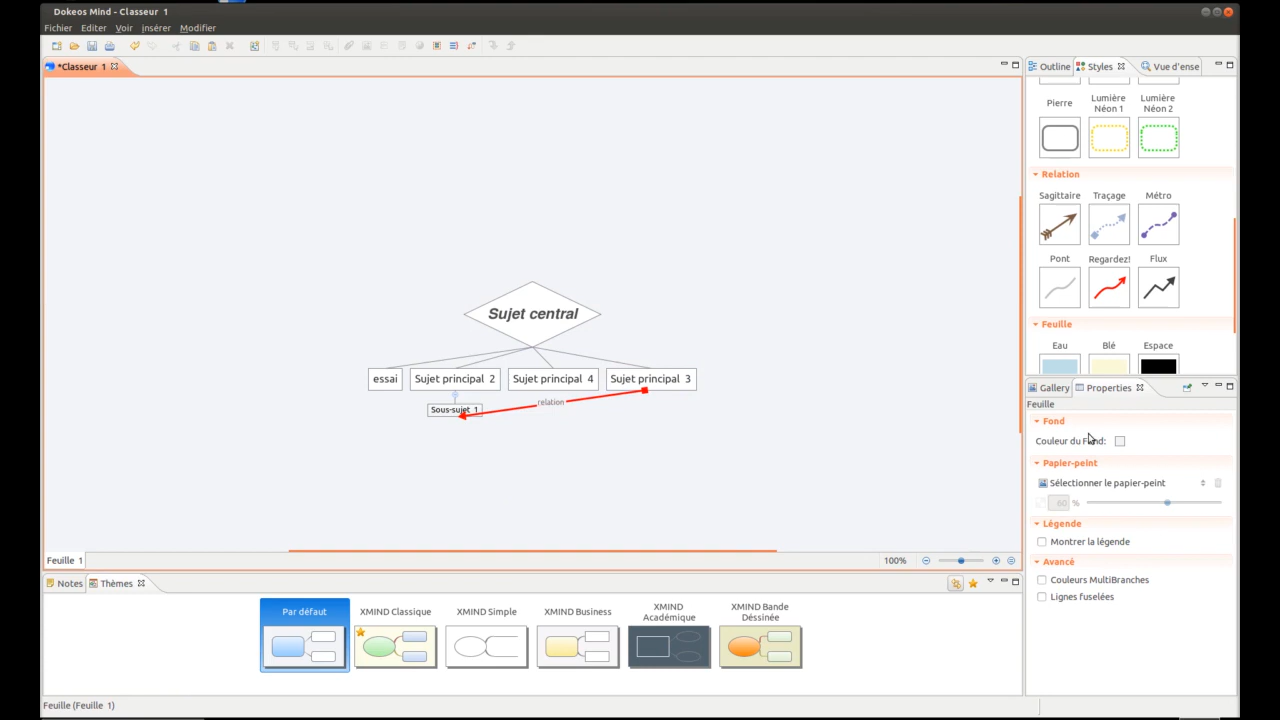 Dokeos Mind - Classeur 1
Fichier Editer Voir insérer Modifier
*Classeur 1
Outline Styles Vue d'ense
Pierre Lumière Néon 1 Lumière Néon 2
Relation
Sagittaire Traçage Métro
Pont Regardez! Flux
Feuille
Eau Blé Espace
Sujet central
essai Sujet principal 2 Sujet principal 4 Sujet principal 3
Sous-sujet 1
relation
Gallery Properties
Feuille
Fond
Couleur du Fond:
Papier-peint
Sélectionner le papier-peint
60 %
Légende
Montrer la légende
Avancé
Couleurs MultiBranches
Lignes fuselées
Feuille 1
100%
Notes Thèmes
Par défaut XMIND Classique XMIND Simple XMIND Business XMIND Académique XMIND Bande Déssinée
Feuille (Feuille 1)